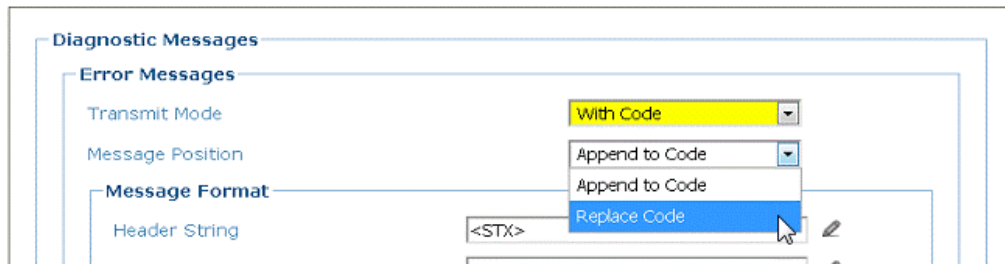 Diagnostic Messages
Error Messages
Transmit Mode With Code
Message Position Append to Code
Append to Code
Message Format
Replace Code
Header String <STX>